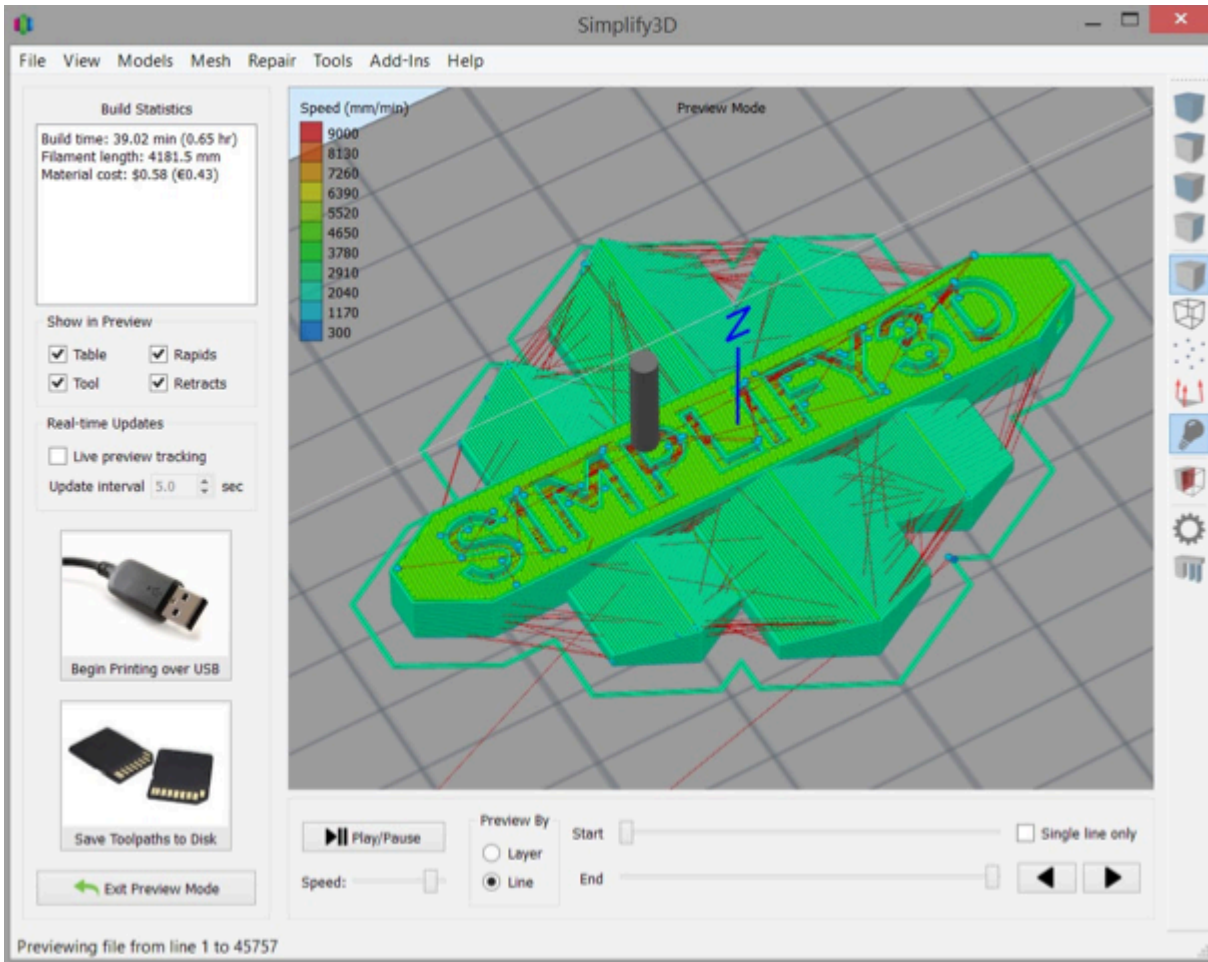 Simplify3D
File View Models Mesh Repair Tools Add-Ins Help
Build Statistics
Build time: 39.02 min (0.65 hr)
Filament length: 4181.5 mm
Material cost: $0.58 (€0.43)
Show in Preview
Table Rapids
Tool Retracts
Real-time Updates
Live preview tracking
Update interval 5.0 sec
Begin Printing over USB
Save Toolpaths to Disk
Exit Preview Mode
Speed (mm/min)
9000
8130
7260
6390
5520
4650
3780
2910
2040
1170
300
Preview Mode
Z
SIMPLIFY3D
Play/Pause
Speed:
Preview By
Layer
Line
Start
End
Single line only
Previewing file from line 1 to 45757